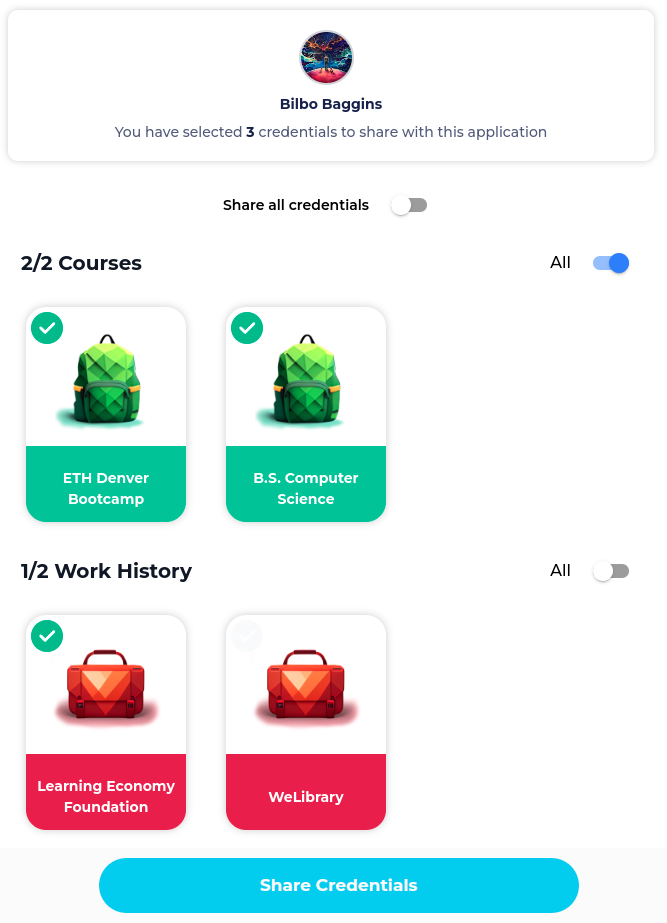 Bilbo Baggins
You have selected 3 credentials to share with this application
Share all credentials
2/2 Courses
All
ETH Denver
Bootcamp
B.S. Computer
Science
1/2 Work History
All
Learning Economy
Foundation
WeLibrary
Share Credentials